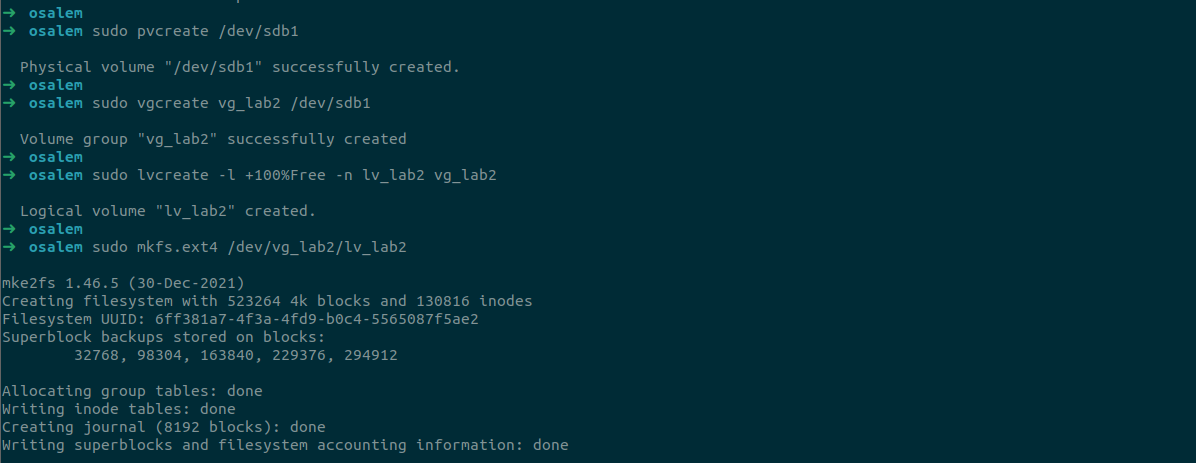 ➜ osalem
➜ osalem sudo pvcreate /dev/sdb1
Physical volume "/dev/sdb1" successfully created.
➜ osalem
➜ osalem sudo vgcreate vg_lab2 /dev/sdb1
Volume group "vg_lab2" successfully created
➜ osalem
➜ osalem sudo lvcreate -l +100%Free -n lv_lab2 vg_lab2
Logical volume "lv_lab2" created.
➜ osalem
➜ osalem sudo mkfs.ext4 /dev/vg_lab2/lv_lab2
mke2fs 1.46.5 (30-Dec-2021)
Creating filesystem with 523264 4k blocks and 130816 inodes
Filesystem UUID: 6ff381a7-4f3a-4fd9-b0c4-5565087f5ae2
Superblock backups stored on blocks:
32768, 98304, 163840, 229376, 294912
Allocating group tables: done
Writing inode tables: done
Creating journal (8192 blocks): done
Writing superblocks and filesystem accounting information: done